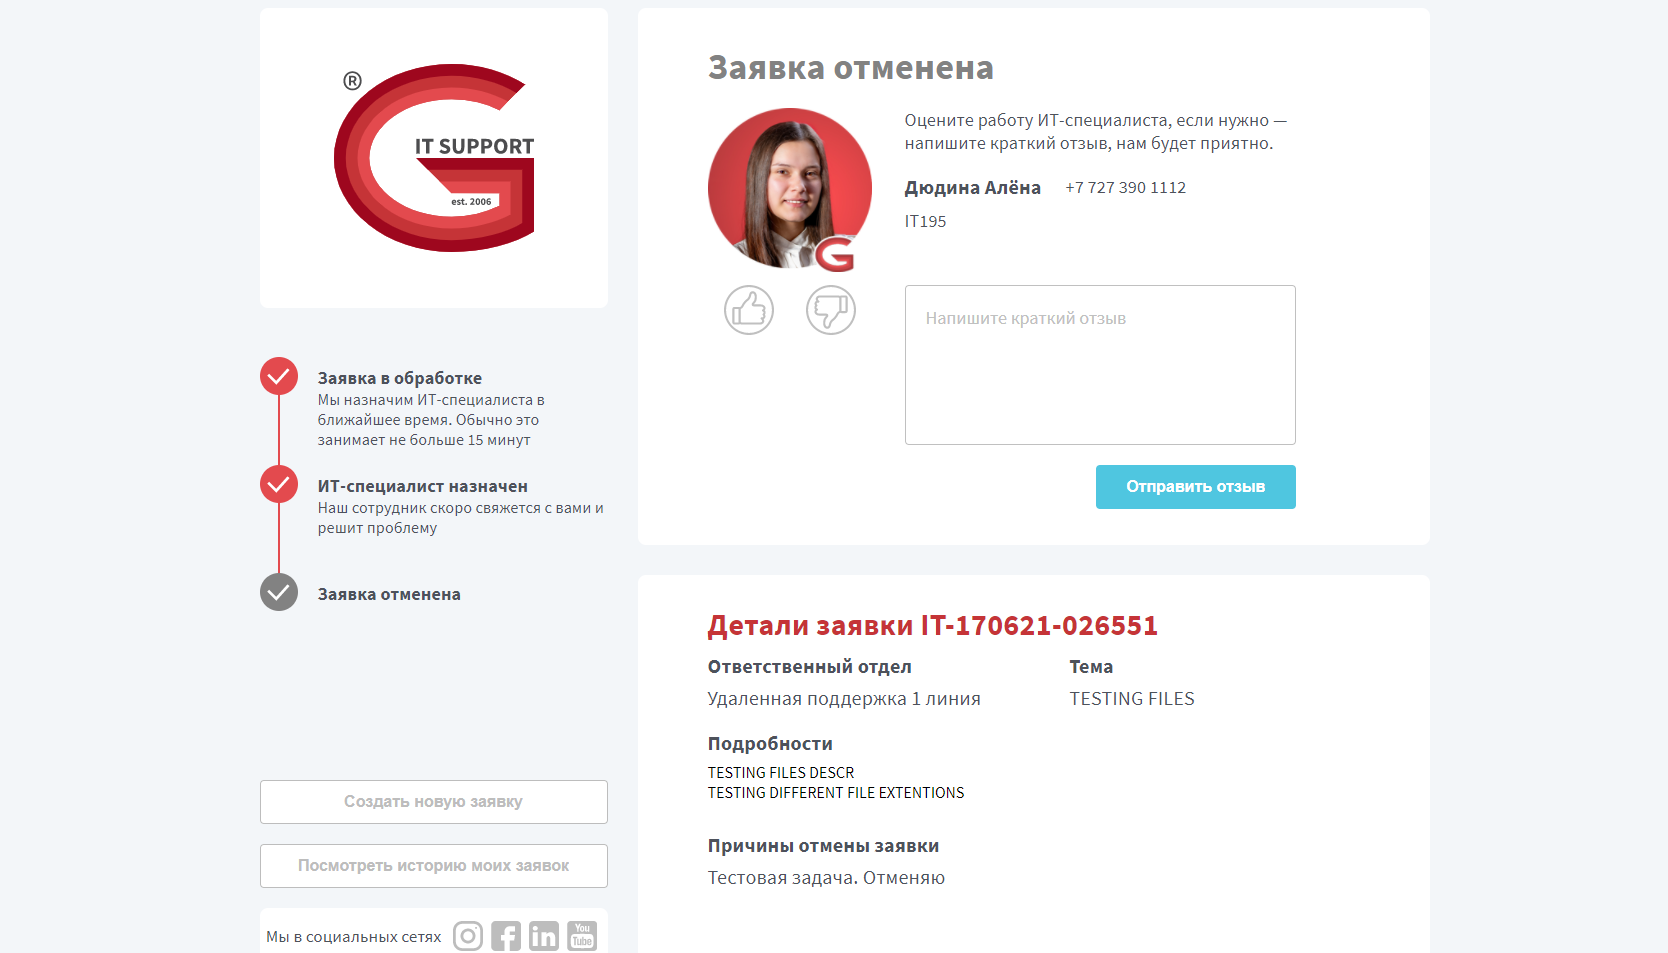 ®
IT SUPPORT
est. 2006
Заявка в обработке
Мы назначим ИТ-специалиста в
ближайшее время. Обычно это
занимает не больше 15 минут
ИТ-специалист назначен
Наш сотрудник скоро свяжется с вами и
решит проблему
Заявка отменена
Создать новую заявку
Посмотреть историю моих заявок
Мы в социальных сетях
in
You
Tube
Заявка отменена
Оцените работу ИТ-специалиста, если нужно —
напишите краткий отзыв, нам будет приятно.
Дюдина Алёна +7 727 390 1112
IT195
Напишите краткий отзыв
Отправить отзыв
Детали заявки IT-170621-026551
Ответственный отдел
Удаленная поддержка 1 линия
Тема
TESTING FILES
Подробности
TESTING FILES DESCR
TESTING DIFFERENT FILE EXTENTIONS
Причины отмены заявки
Тестовая задача. Отменяю